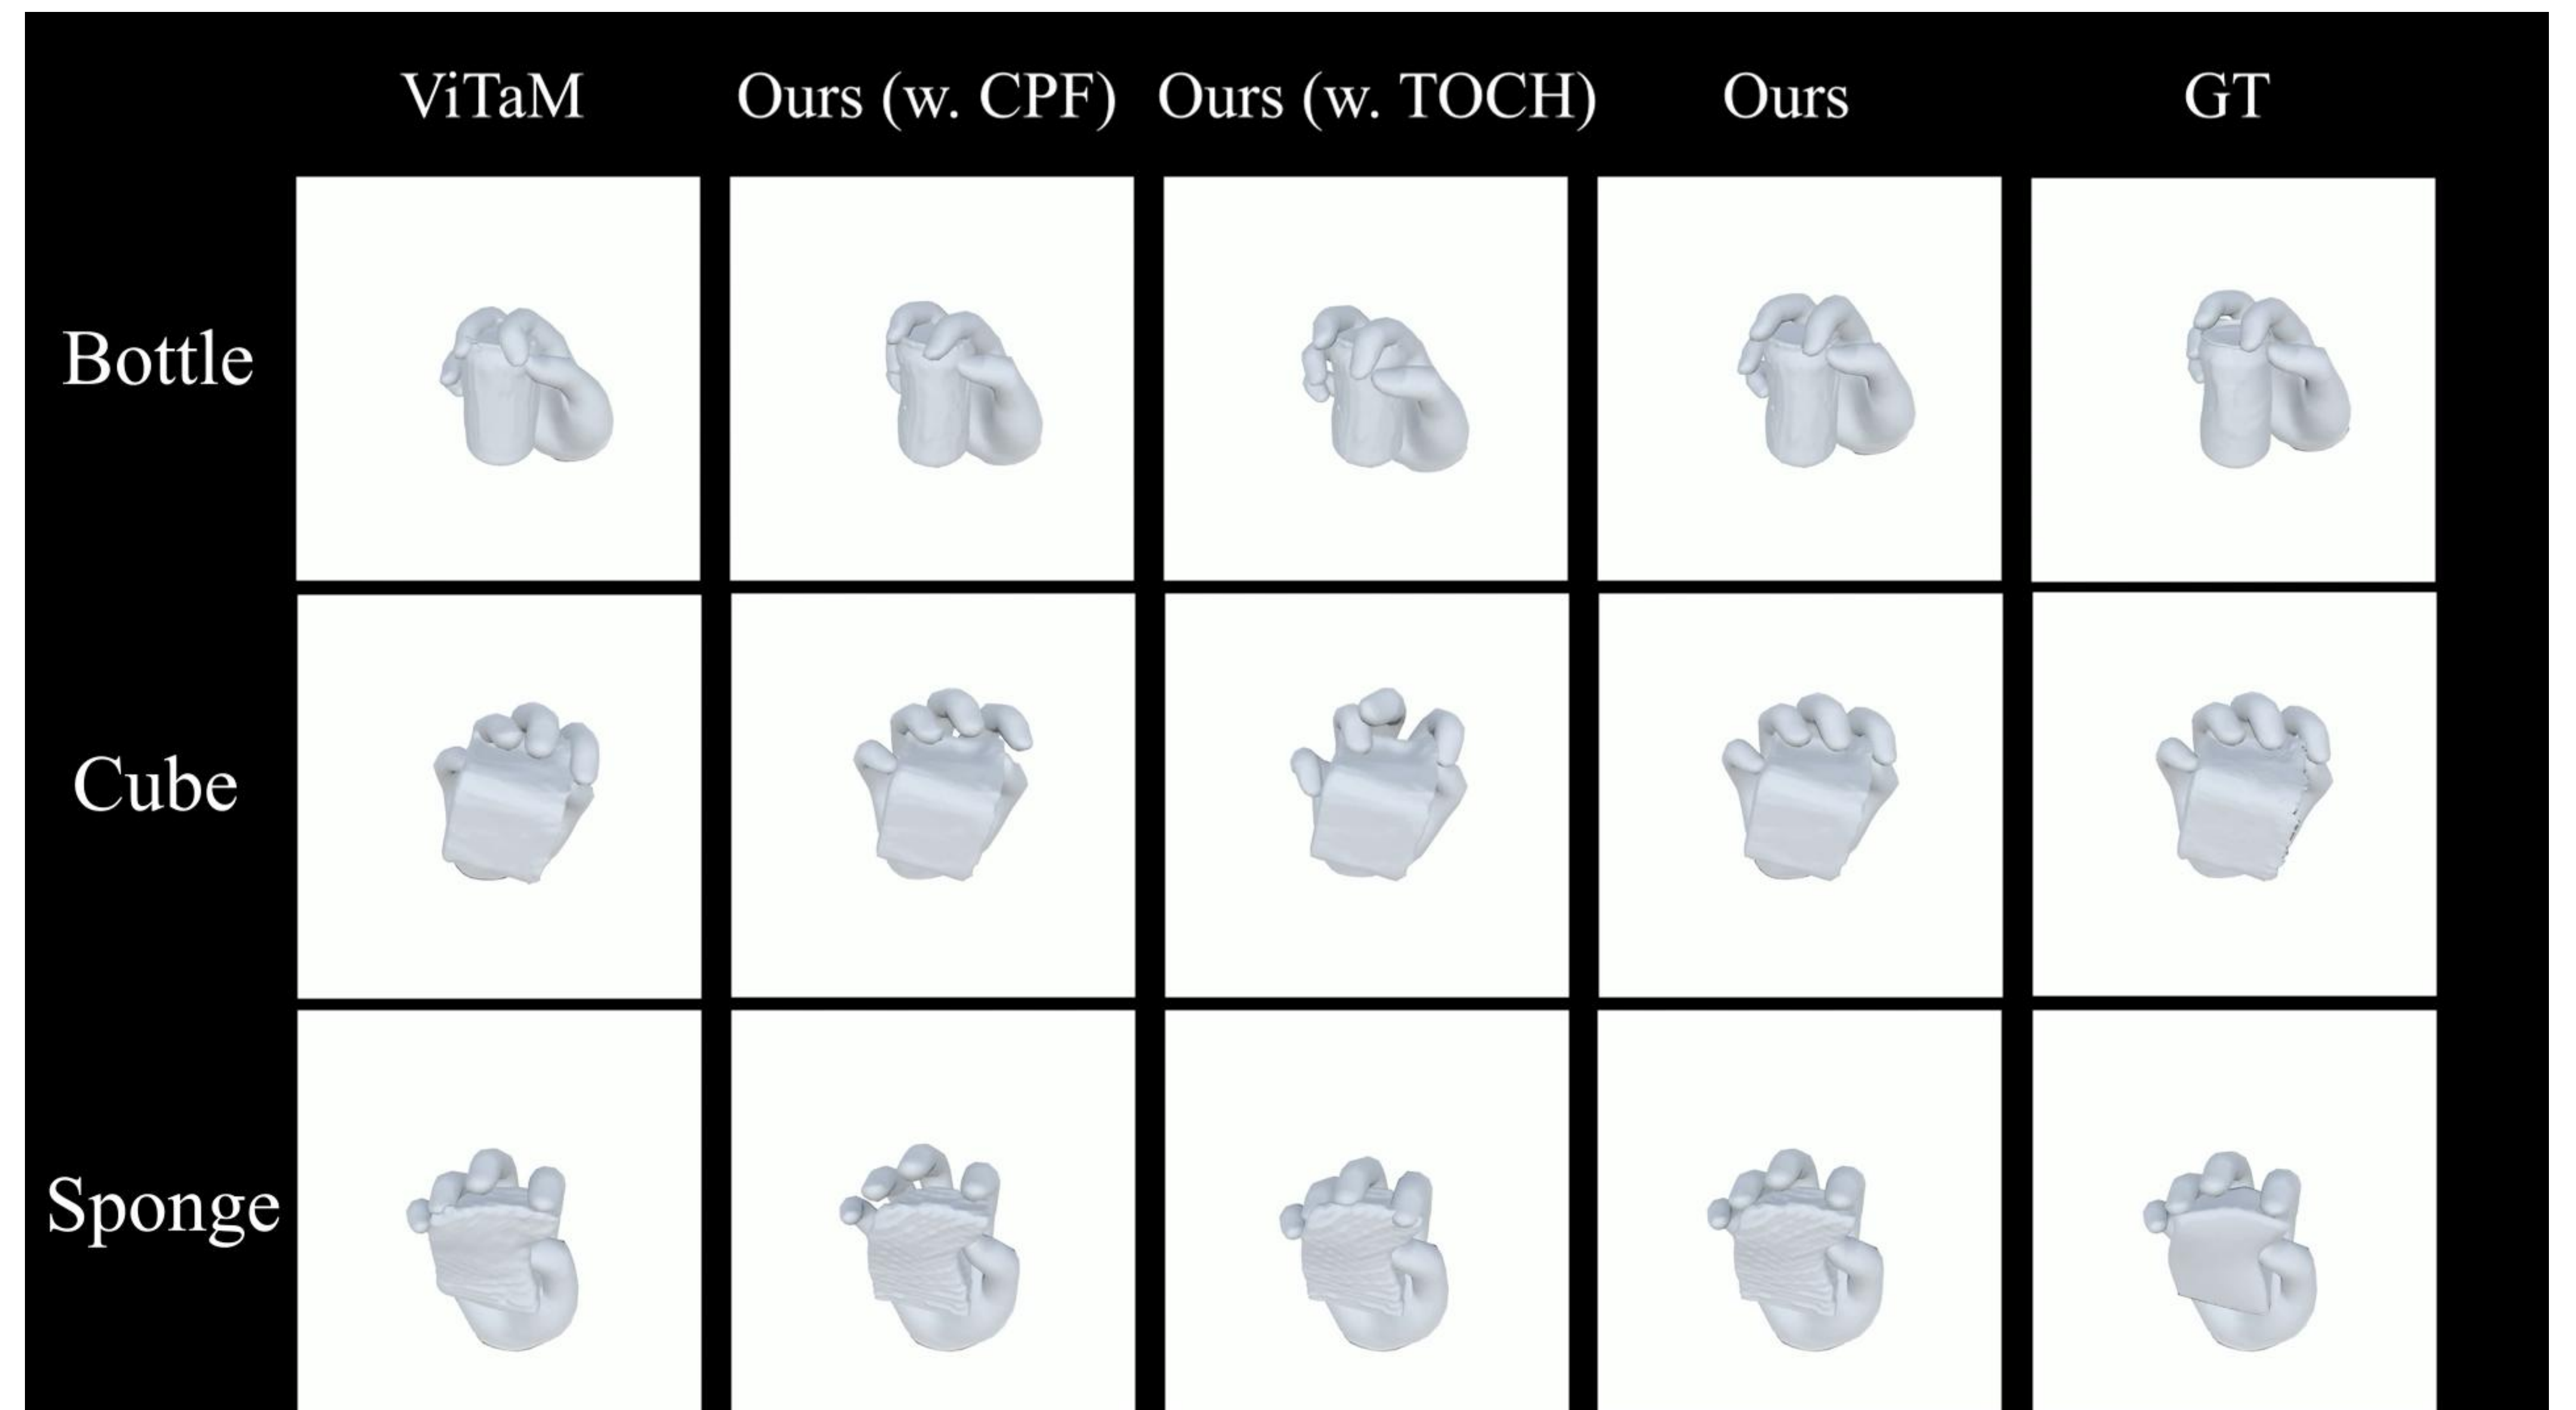 ViTaM Ours (w. CPF) Ours (w. TOCH) Ours GT
Bottle
Cube
Sponge